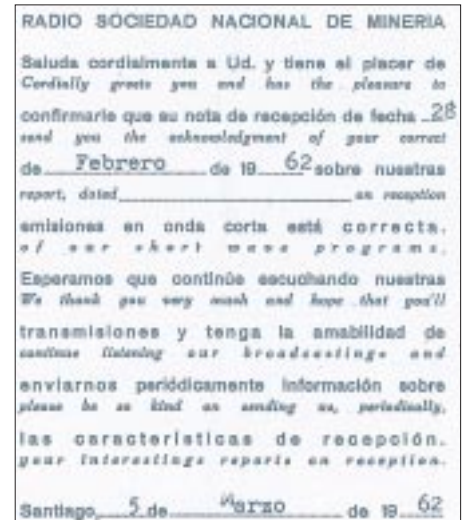 RADIO SOCIEDAD NACIONAL DE MINERIA
Saluda cordialmente a Ud. y tiene el placer de
Cordially greets you and has the pleasure to
confirmarle que su nota de recepción de fecha 28
send you the acknowledgment of your correct
de Febrero de 19 62 sobre nuestras
report, dated on reception
emisiones en onda corta está correcta.
of our short wave programs.
Esperamos que continúe escuchando nuestras
We thank you very much and hope that you'll
transmisiones y tenga la amabilidad de
continue listening our broadcastings and
enviarnos periódicamente información sobre
please be so kind on sending us, periodically,
las características de recepción.
your interestings reports on reception.
Santiago, 5 de Marzo de 19 62